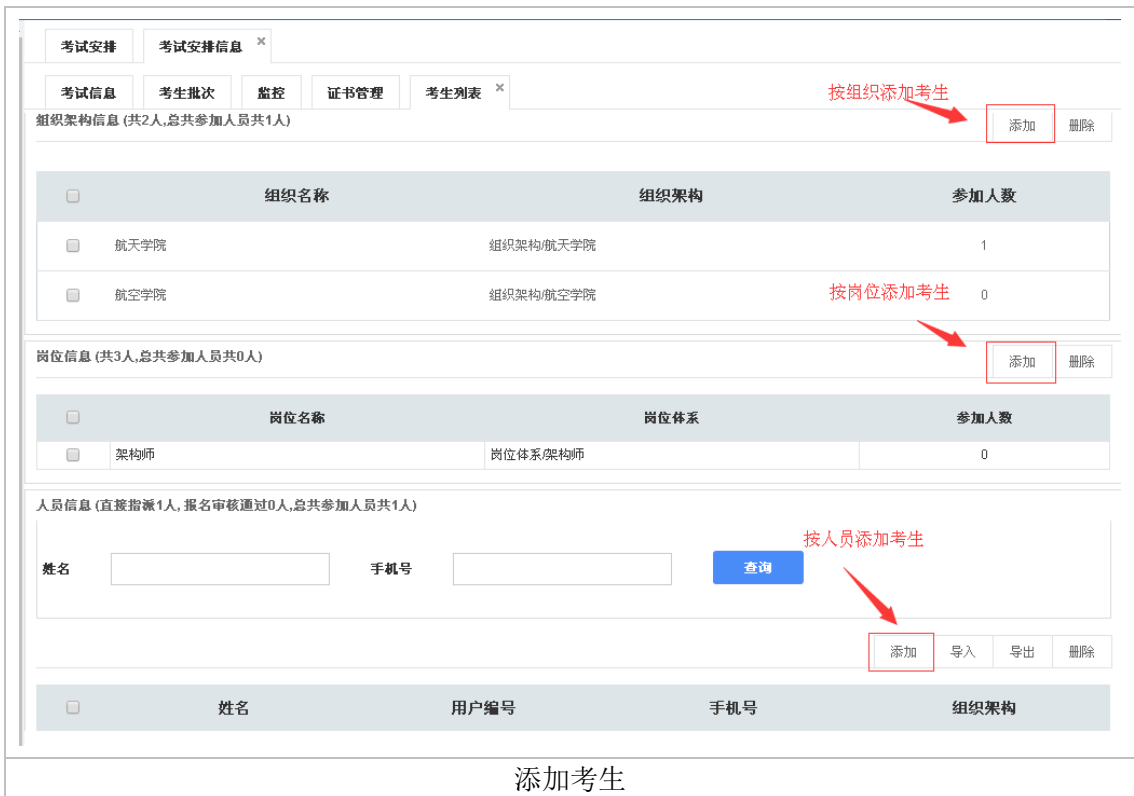 考试安排 考试安排信息 ×
考试信息 考生批次 监控 证书管理 考生列表 ×
按组织添加考生
组织架构信息 (共2人,总共参加人员共1人)
添加 删除
组织名称 组织架构 参加人数
航天学院 组织架构/航天学院 1
航空学院 组织架构/航空学院 0
按岗位添加考生
岗位信息 (共3人,总共参加人员共0人)
添加 删除
岗位名称 岗位体系 参加人数
架构师 岗位体系/架构师 0
人员信息 (直接指派1人, 报名审核通过0人,总共参加人员共1人)
按人员添加考生
姓名 手机号 查询
添加 导入 导出 删除
姓名 用户编号 手机号 组织架构
添加考生